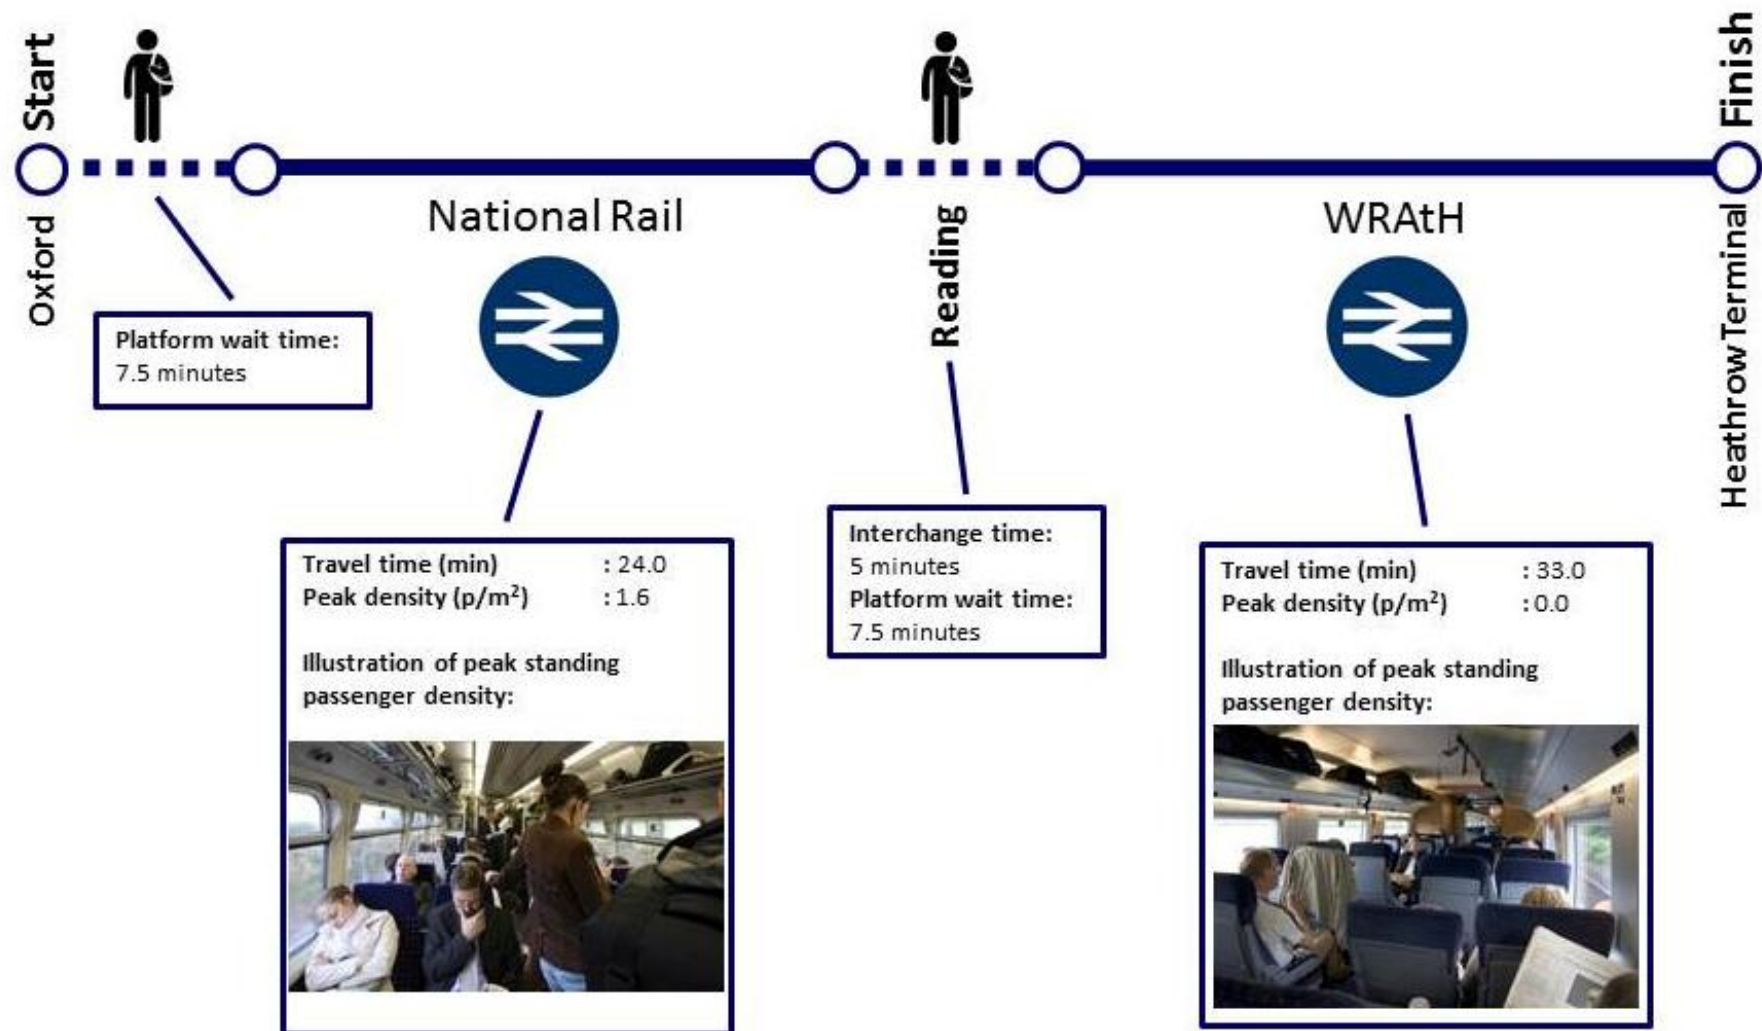 Start
Oxford
Platform wait time:
7.5 minutes
National Rail
Travel time (min) : 24.0
Peak density (p/m²) : 1.6
Illustration of peak standing
passenger density:
Reading
Interchange time:
5 minutes
Platform wait time:
7.5 minutes
WRAtH
Travel time (min) : 33.0
Peak density (p/m²) : 0.0
Illustration of peak standing
passenger density:
Finish
Heathrow Terminal